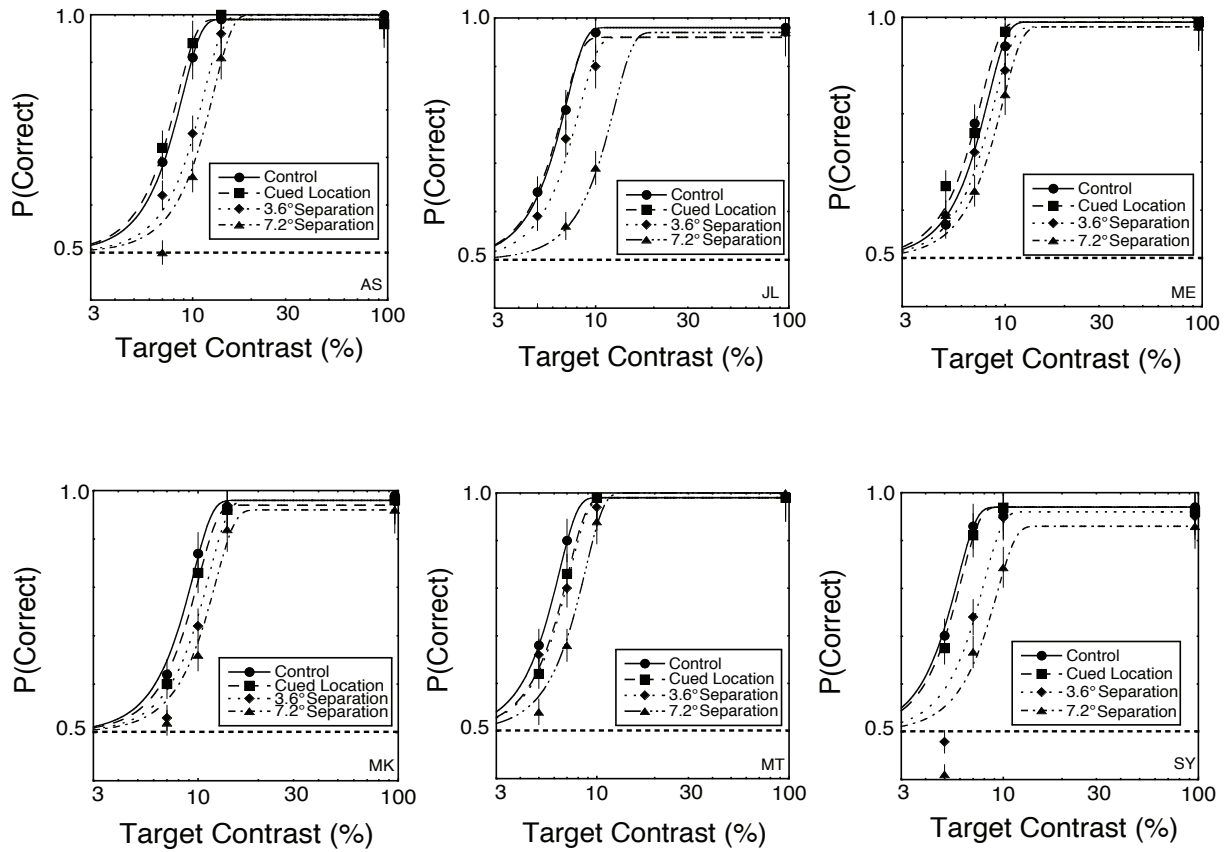 1.0
P(Correct)
0.5
Control
Cued Location
3.6° Separation
7.2° Separation
AS
3 10 30 100
Target Contrast (%)
1.0
P(Correct)
0.5
Control
Cued Location
3.6° Separation
7.2° Separation
JL
3 10 30 100
Target Contrast (%)
1.0
P(Correct)
0.5
Control
Cued Location
3.6° Separation
7.2° Separation
ME
3 10 30 100
Target Contrast (%)
1.0
P(Correct)
0.5
Control
Cued Location
3.6° Separation
7.2° Separation
MK
3 10 30 100
Target Contrast (%)
1.0
P(Correct)
0.5
Control
Cued Location
3.6° Separation
7.2° Separation
MT
3 10 30 100
Target Contrast (%)
1.0
P(Correct)
0.5
Control
Cued Location
3.6° Separation
7.2° Separation
SY
3 10 30 100
Target Contrast (%)